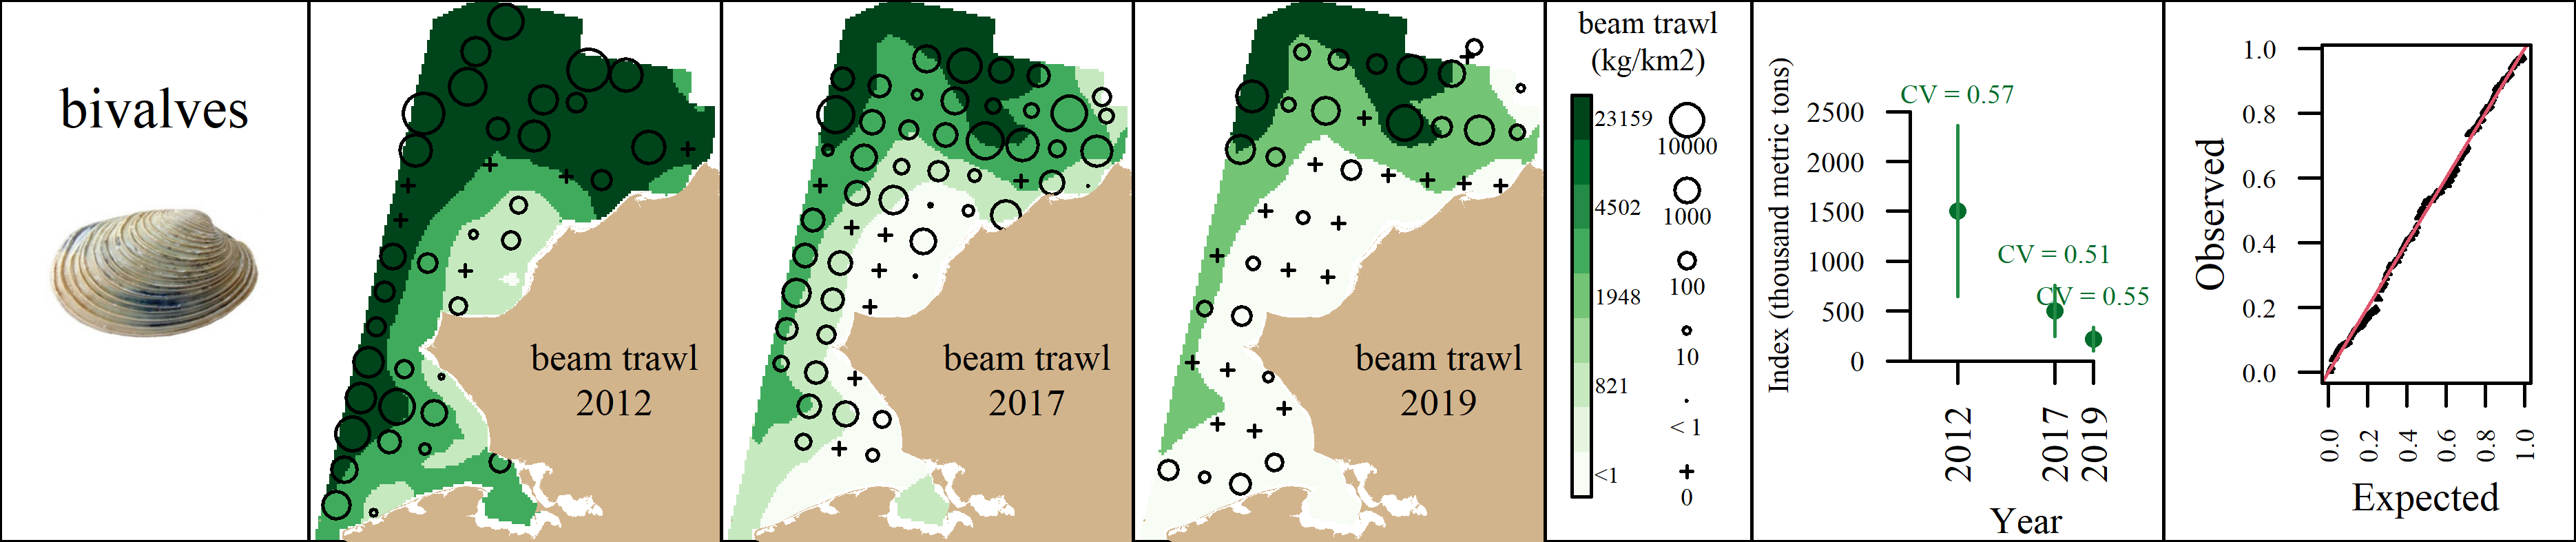 bivalves
beam trawl
2012
beam trawl
2017
beam trawl
2019
beam trawl
(kg/km2)
23159
4502
1948
821
<1
10000
1000
100
10
< 1
0
Index (thousand metric tons)
2500
2000
1500
1000
500
0
CV = 0.57
CV = 0.51
CV = 0.55
2012
2017
2019
Year
Observed
1.0
0.8
0.6
0.4
0.2
0.0
0.0
0.2
0.4
0.6
0.8
1.0
Expected